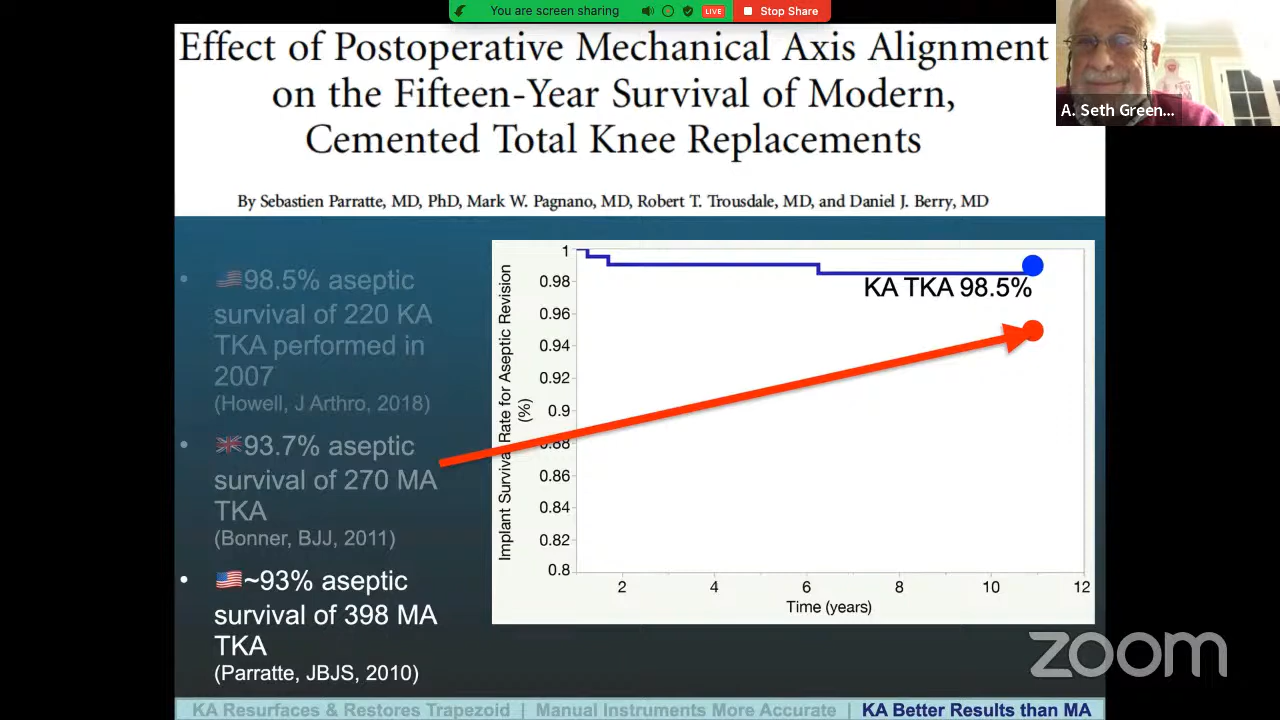 You are screen sharing
LIVE
Stop Share
A. Seth Green...
Effect of Postoperative Mechanical Axis Alignment
on the Fifteen-Year Survival of Modern,
Cemented Total Knee Replacements
By Sebastien Parratte, MD, PhD, Mark W. Pagnano, MD, Robert T. Trousdale, MD, and Daniel J. Berry, MD
• 98.5% aseptic
survival of 220 KA
TKA performed in
2007
(Howell, J Arthro, 2018)
• 93.7% aseptic
survival of 270 MA
TKA
(Bonner, BJJ, 2011)
• ~93% aseptic
survival of 398 MA
TKA
(Parratte, JBJS, 2010)
Implant Survival Rate for Aseptic Revision
(%)
1
0.98
0.96
0.94
0.92
0.9
0.88
0.86
0.84
0.82
0.8
KA TKA 98.5%
2 4 6 8 10 12
Time (years)
zoom
KA Resurfaces & Restores Trapezoid | Manual Instruments More Accurate | KA Better Results than MA